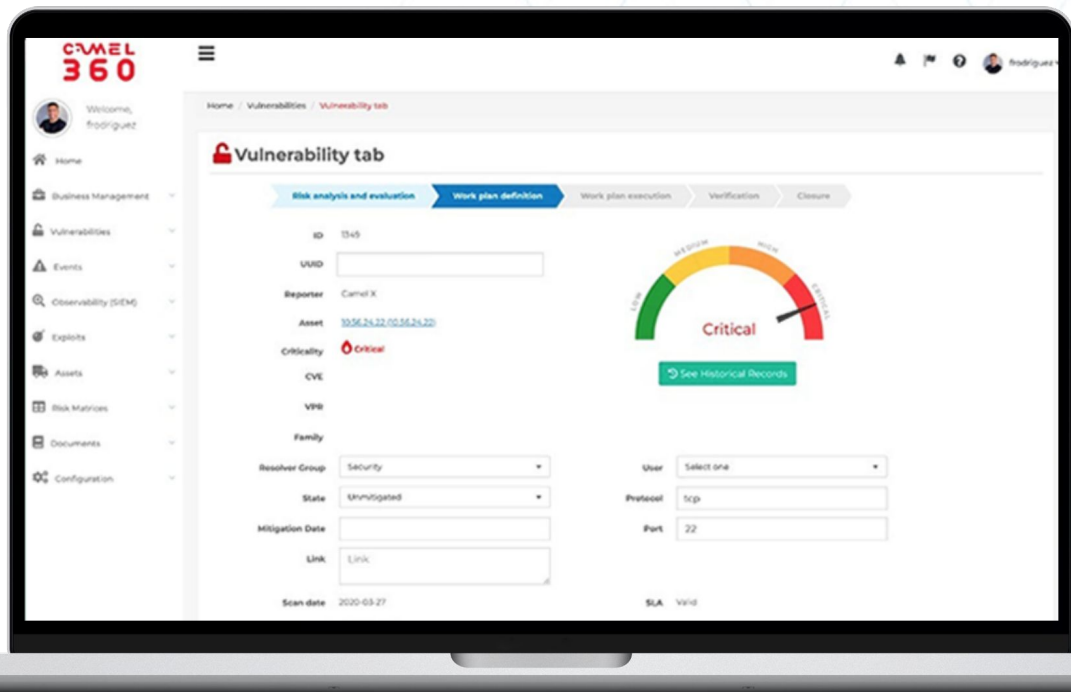 CAMEL
360
frodriguez
Welcome,
frodriguez
Home / Vulnerabilities / Vulnerability tab
Home
Business Management
Vulnerabilities
Events
Observability (SIEM)
Exploits
Assets
Risk Matrices
Documents
Configuration
Vulnerability tab
Risk analysis and evaluation
Work plan definition
Work plan execution
Verification
Closure
ID 1349
UUID
Reporter Camel X
Asset 10.56.24.22 (10.56.24.22)
Criticality Critical
CVE
VPR
Family
LOW
MEDIUM
HIGH
CRITICAL
Critical
See Historical Records
Resolver Group Security
User Select one
State Unmitigated
Protocol tcp
Mitigation Date
Port 22
Link Link
Scan date 2020-03-27
SLA Valid